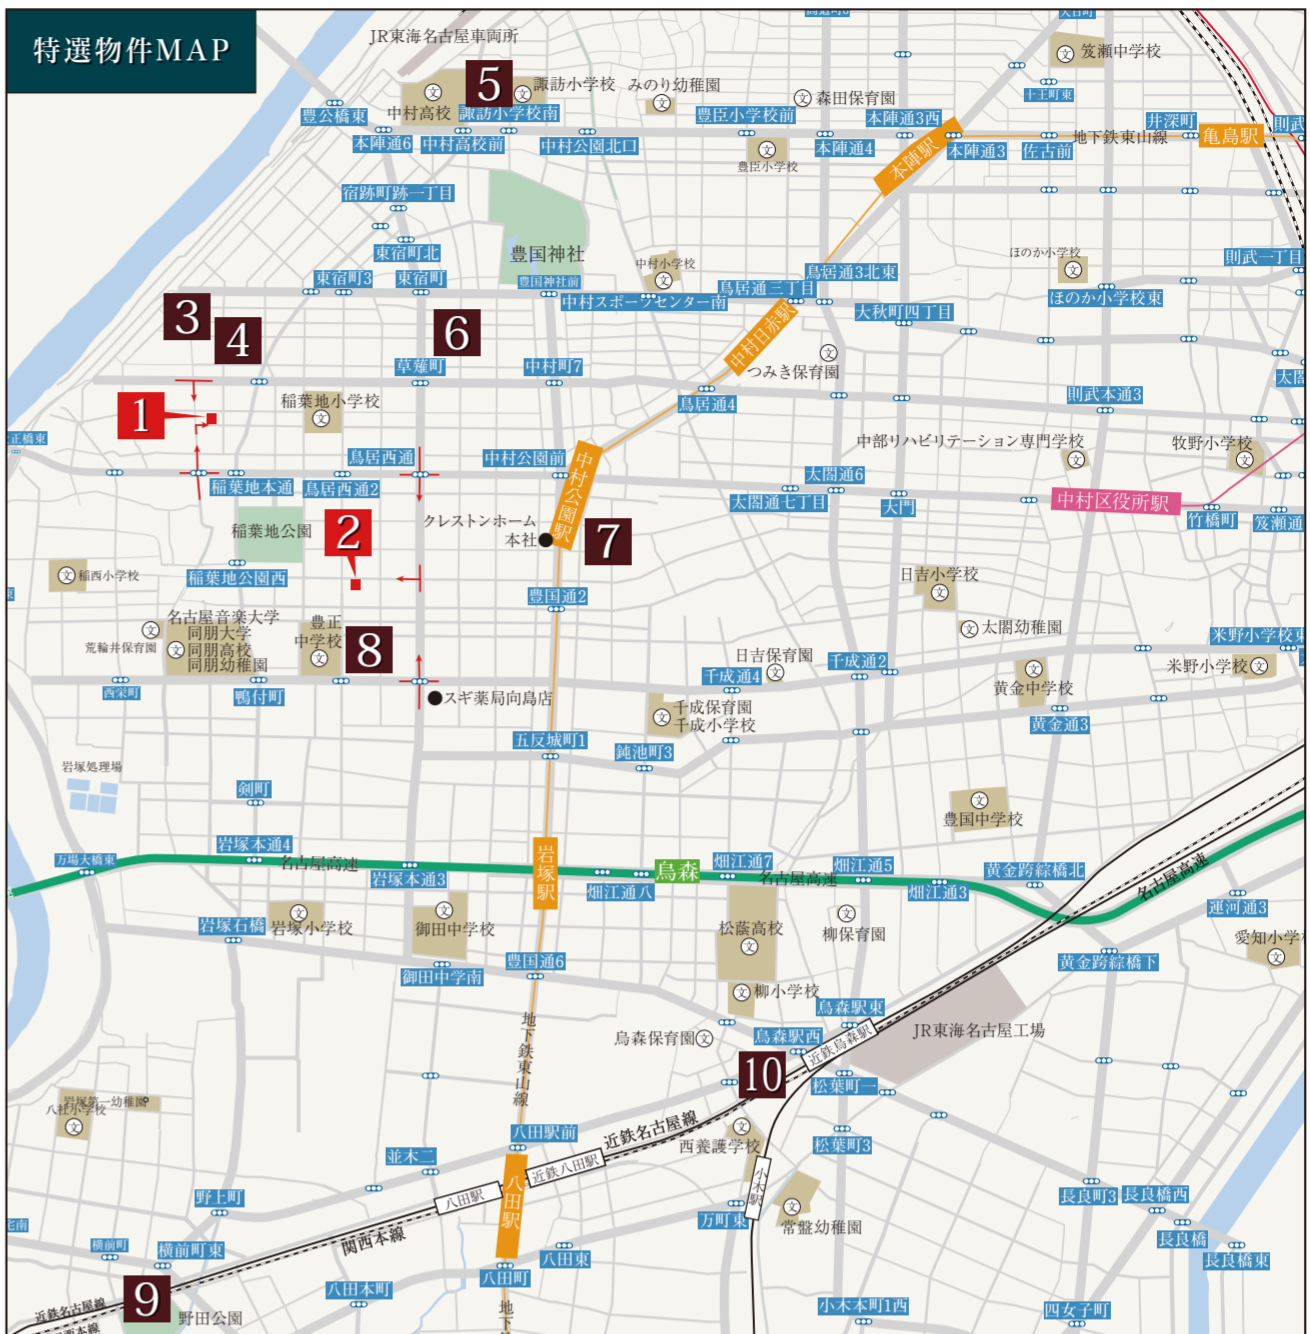 特選物件MAP
JR東海名古屋車両所
5
中村高校
諏訪小学校
諏訪小学校南
みのり幼稚園
森田保育園
笈瀬中学校
十王町東
豊公橋東
本陣通6
中村高校前
中村公園北口
豊臣小学校前
豊臣小学校
本陣通4
本陣通3西
本陣駅
本陣通3
佐古前
地下鉄東山線
井深町
亀島駅
則武
宿跡町跡一丁目
東宿町北
豊国神社
豊国神社前
東宿町3
東宿町
中村小学校
中村スポーツセンター南
鳥居通三丁目
鳥居通3北東
大秋町四丁目
ほのか小学校
ほのか小学校東
則武一丁目
3
4
6
草薙町
中村町7
中村日赤駅
つみき保育園
鳥居通4
則武本通3
太閤
1
稲葉地小学校
正橋東
稲葉地本通
鳥居西通2
鳥居西通
中村公園前
中村公園駅
太閤通6
太閤通七丁目
大門
中部リハビリテーション専門学校
牧野小学校
中村区役所駅
竹橋町
笈瀬通
稲葉地公園
稲葉地公園西
2
クレストンホーム
本社
7
豊国通2
日吉小学校
太閤幼稚園
米野小学校東
米野小学校
稲西小学校
荒輪井保育園
名古屋音楽大学
同朋大学
同朋高校
同朋幼稚園
豊正
中学校
8
西栄町
鴨付町
スギ薬局向島店
日吉保育園
千成通4
千成通2
千成保育園
千成小学校
黄金中学校
黄金通3
五反城町1
鈍池町3
岩塚処理場
剣町
豊国中学校
万場大橋東
岩塚本通4
名古屋高速
岩塚本通3
岩塚駅
畑江通八
烏森
畑江通7
名古屋高速
畑江通5
畑江通3
黄金跨綜橋北
名古屋高速
運河通3
愛知小学校
岩塚石橋
岩塚小学校
御田中学校
御田中学南
豊国通6
松蔭高校
柳保育園
柳小学校
黄金跨綜橋下
地下鉄東山線
烏森保育園
烏森駅西
烏森駅東
近鉄烏森駅
JR東海名古屋工場
10
松葉町一
松葉町3
岩塚第一幼稚園
八社小学校
八田駅前
近鉄名古屋線
西養護学校
小本駅
並木二
八田駅
近鉄八田駅
八田駅
野上町
万町東
常盤幼稚園
長良町3
長良橋西
長良橋
長良橋東
横前町
横前町東
関西本線
八田東
八田町
八田本町
9
近鉄名古屋線
野田公園
地下
小本本町1西
四女子町